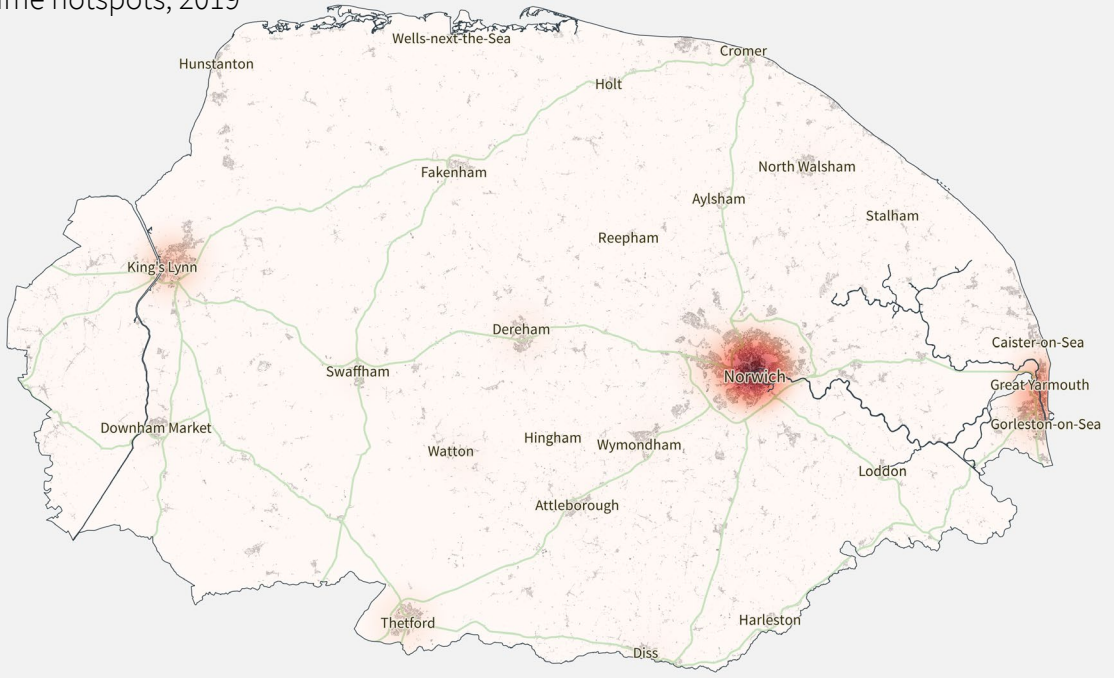 hotspots, 2019
Wells-next-the-Sea
Cromer
Hunstanton
Holt
Fakenham
North Walsham
Aylsham
Stalham
Reepham
King's Lynn
Dereham
Caister-on-Sea
Swaffham
Norwich
Great Yarmouth
Downham Market
Gorleston-on-Sea
Hingham
Wymondham
Watton
Loddon
Attleborough
Thetford
Harleston
Diss